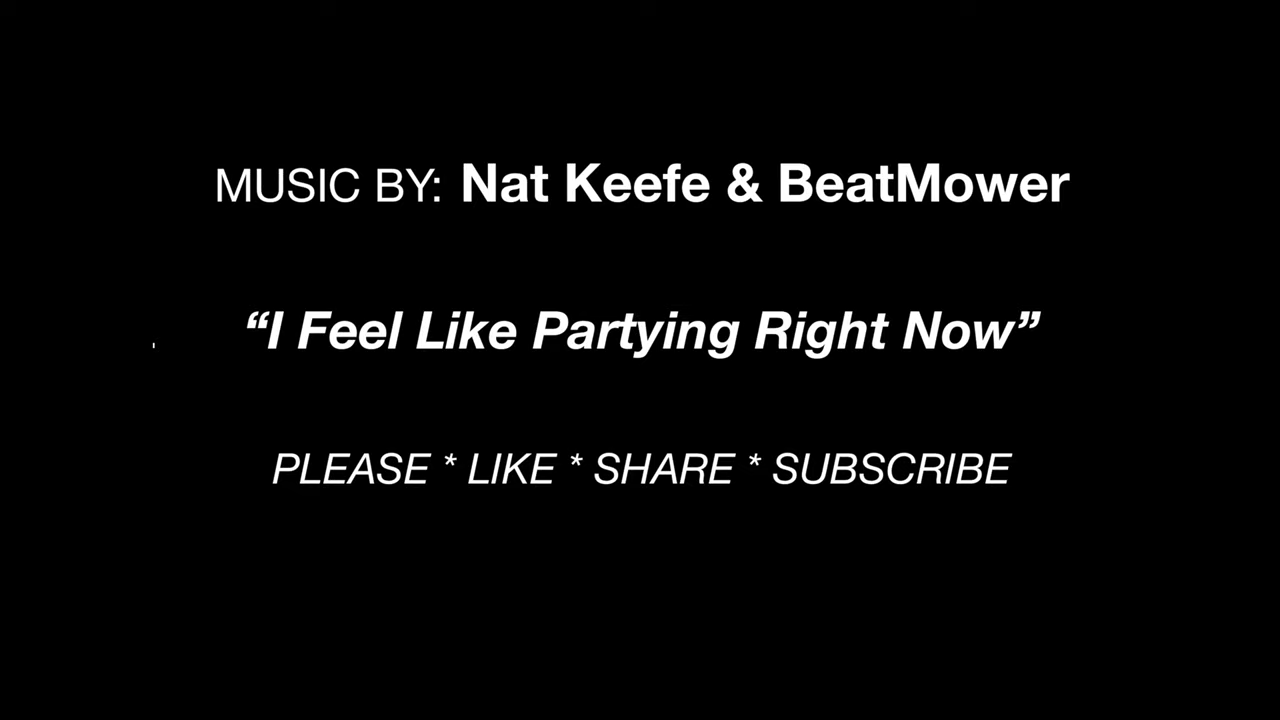 MUSIC BY: Nat Keefe & BeatMower
“I Feel Like Partying Right Now”
PLEASE * LIKE * SHARE * SUBSCRIBE